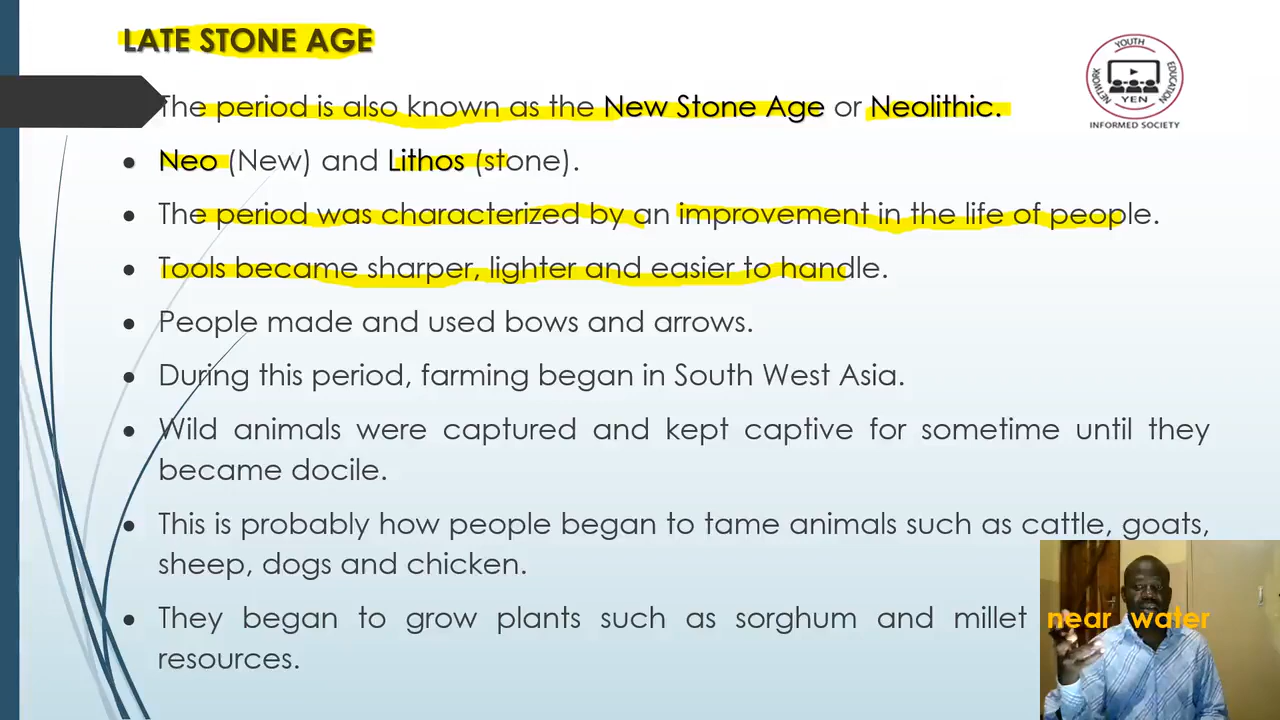 LATE STONE AGE
The period is also known as the New Stone Age or Neolithic.
• Neo (New) and Lithos (stone).
• The period was characterized by an improvement in the life of people.
• Tools became sharper, lighter and easier to handle.
• People made and used bows and arrows.
• During this period, farming began in South West Asia.
• Wild animals were captured and kept captive for sometime until they
became docile.
• This is probably how people began to tame animals such as cattle, goats,
sheep, dogs and chicken.
• They began to grow plants such as sorghum and millet near water
resources.
YOUTH
EDUCATION
NETWORK
YEN
INFORMED SOCIETY